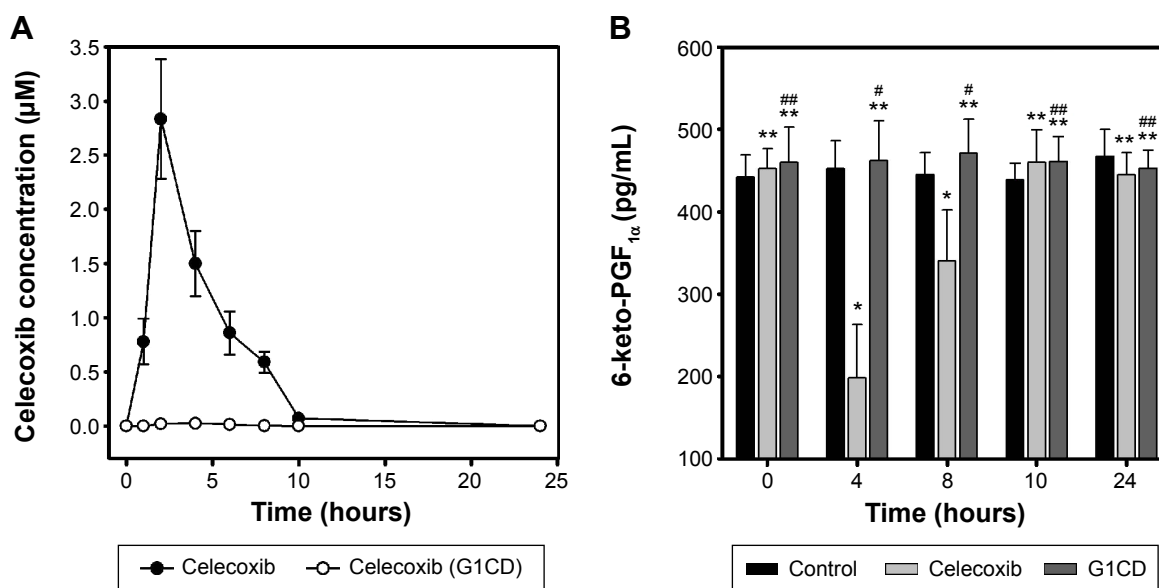 A
Celecoxib concentration (µM)
3.5
3.0
2.5
2.0
1.5
1.0
0.5
0.0
0 5 10 15 20 25
Time (hours)
Celecoxib Celecoxib (G1CD)
B
6-keto-PGF1α (pg/mL)
600
500
400
300
200
100
## # # ## ##
** ** ** ** ** ** ** **
* *
0 4 8 10 24
Time (hours)
Control Celecoxib G1CD